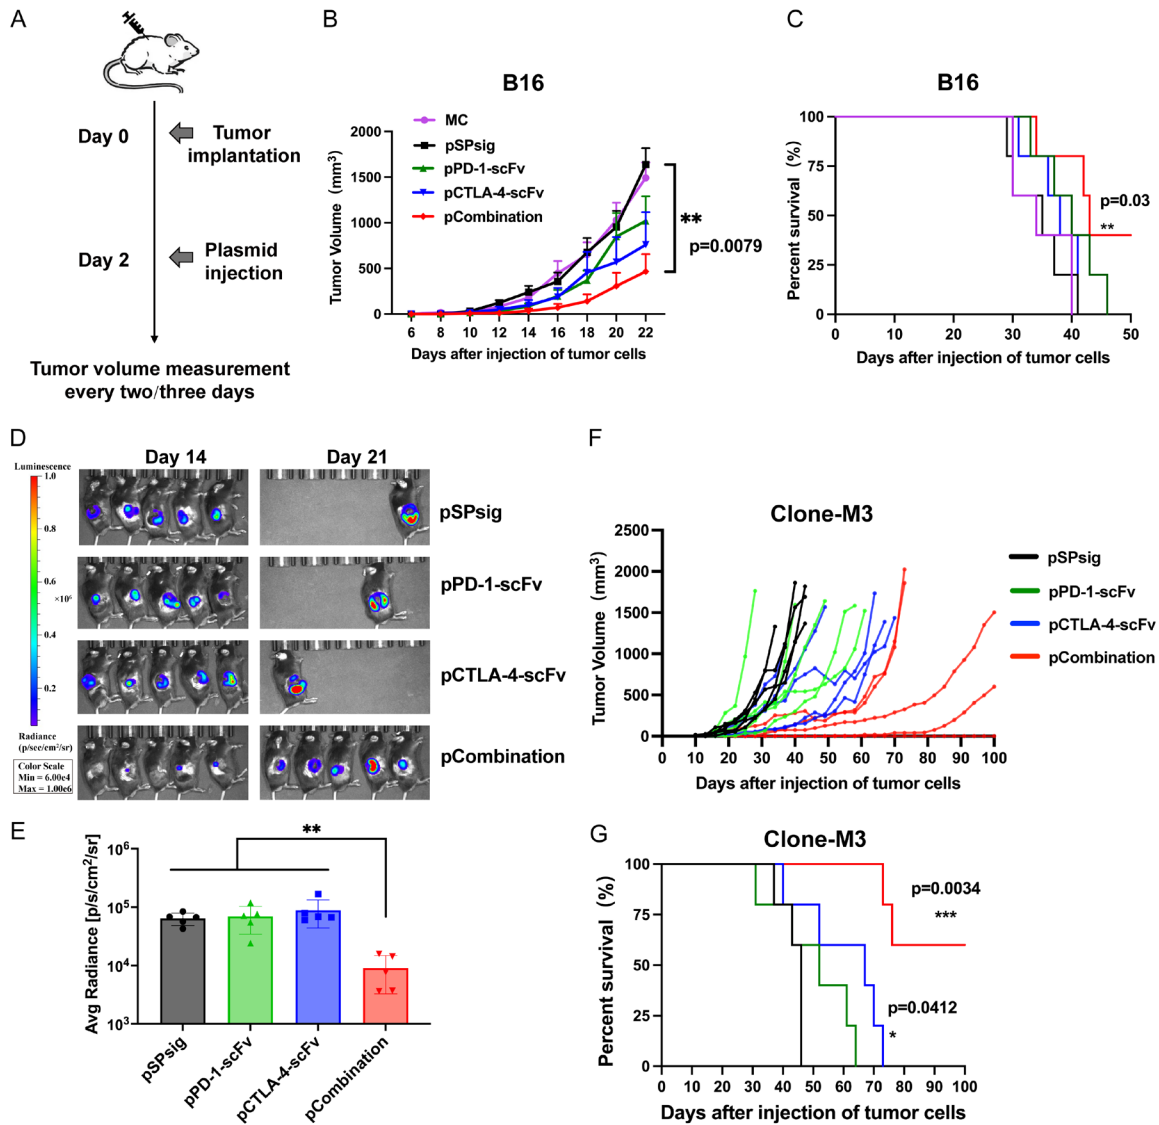 A
Day 0
Tumor
implantation
Day 2
Plasmid
injection
Tumor volume measurement
every two/three days
B
B16
MC
pSPsig
pPD-1-scFv
pCTLA-4-scFv
pCombination
Tumor Volume (mm3)
2000
1500
1000
500
0
6 8 10 12 14 16 18 20 22
Days after injection of tumor cells
**
p=0.0079
C
B16
Percent survival (%)
100
75
50
25
0
0 10 20 30 40 50
Days after injection of tumor cells
p=0.03
**
D
Day 14 Day 21
Luminescence
1.0
0.8
×10⁶
0.6
0.4
0.2
Radiance
(p/sec/cm²/sr)
Color Scale
Min = 6.00e4
Max = 1.00e6
pSPsig
pPD-1-scFv
pCTLA-4-scFv
pCombination
E
Avg Radiance [p/s/cm²/sr]
10⁶
10⁵
10⁴
10³
**
pSPsig
pPD-1-scFv
pCTLA-4-scFv
pCombination
F
Clone-M3
Tumor Volume (mm³)
2500
2000
1500
1000
500
0
0 10 20 30 40 50 60 70 80 90 100
Days after injection of tumor cells
pSPsig
pPD-1-scFv
pCTLA-4-scFv
pCombination
G
Clone-M3
Percent survival (%)
100
75
50
25
0
0 10 20 30 40 50 60 70 80 90 100
Days after injection of tumor cells
p=0.0034
***
p=0.0412
*